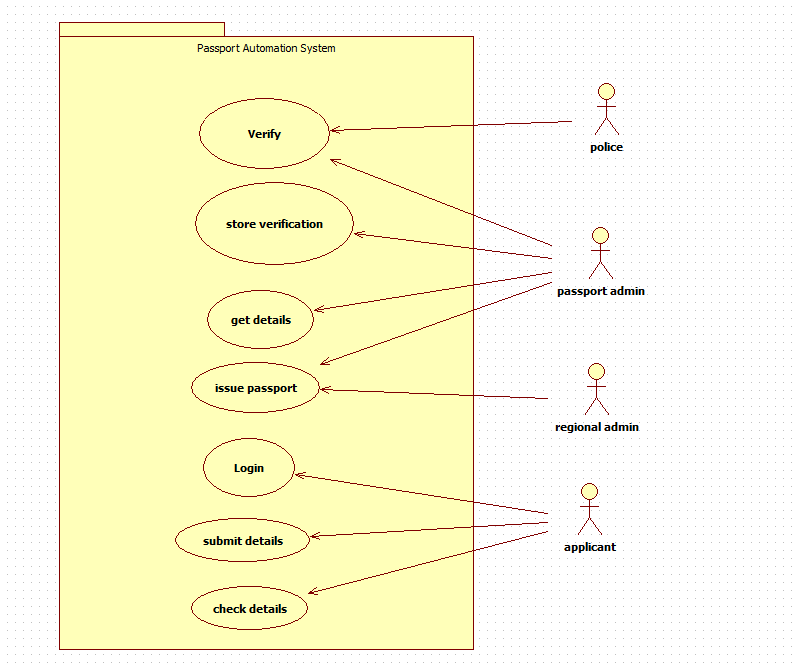 Passport Automation System
Verify
police
store verification
passport admin
get details
issue passport
regional admin
Login
submit details
applicant
check details